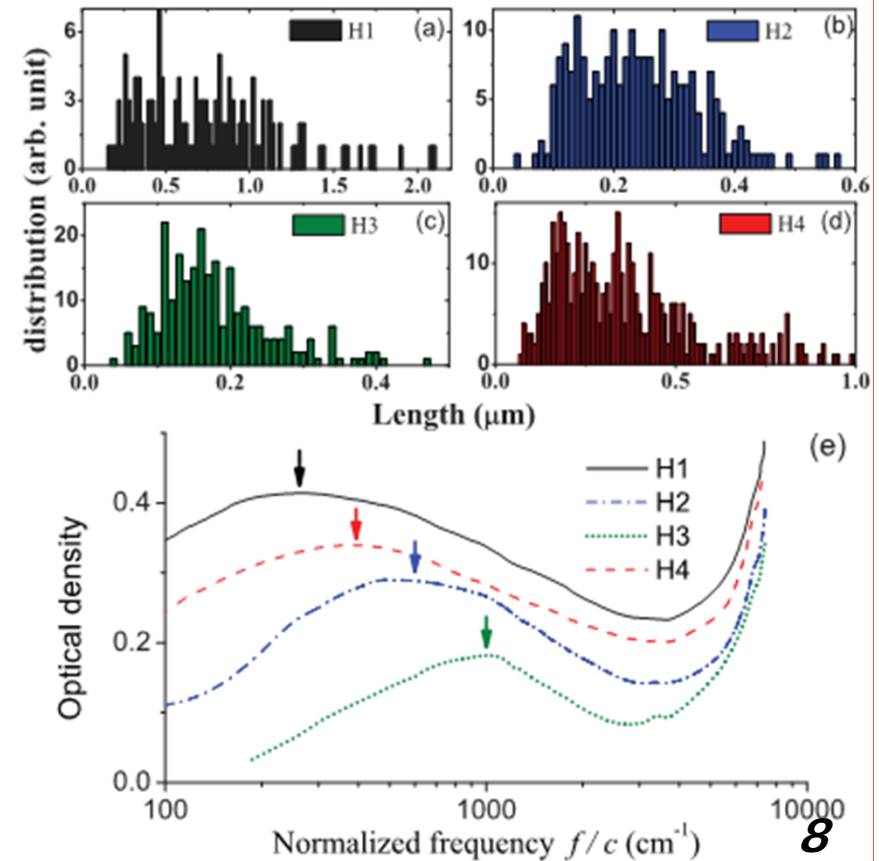 distribution (arb. unit)
6
3
0
H1 (a)
0.0 0.5 1.0 1.5 2.0
10
5
0
H2 (b)
0.0 0.2 0.4 0.6
20
10
0
H3 (c)
0.0 0.2 0.4
10
0
H4 (d)
0.0 0.5 1.0
Length (μm)
(e)
H1
H2
H3
H4
Optical density
0.4
0.2
0.0
100 1000 10000
Normalized frequency f / c (cm⁻¹)
8